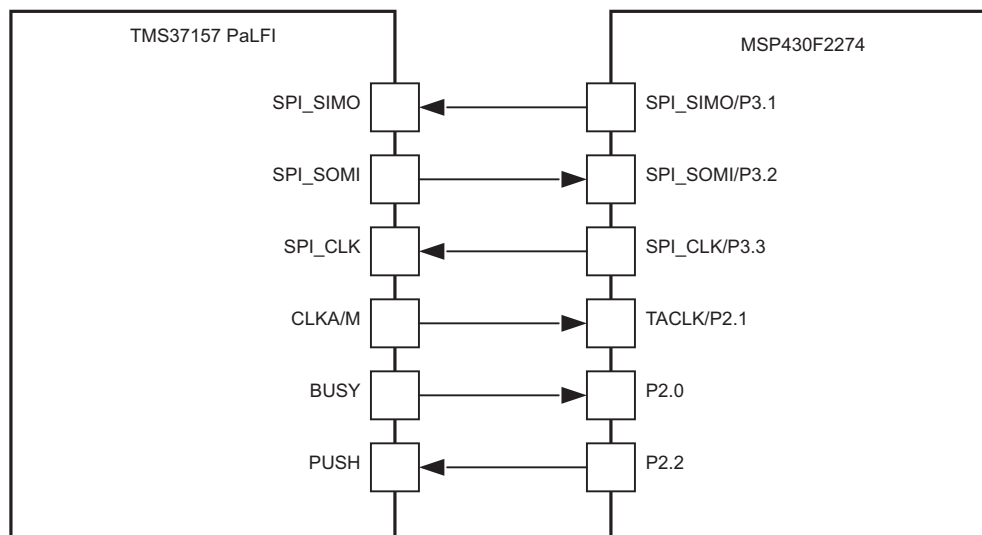 TMS37157 PaLFI
MSP430F2274
SPI_SIMO
SPI_SIMO/P3.1
SPI_SOMI
SPI_SOMI/P3.2
SPI_CLK
SPI_CLK/P3.3
CLKA/M
TACLK/P2.1
BUSY
P2.0
PUSH
P2.2